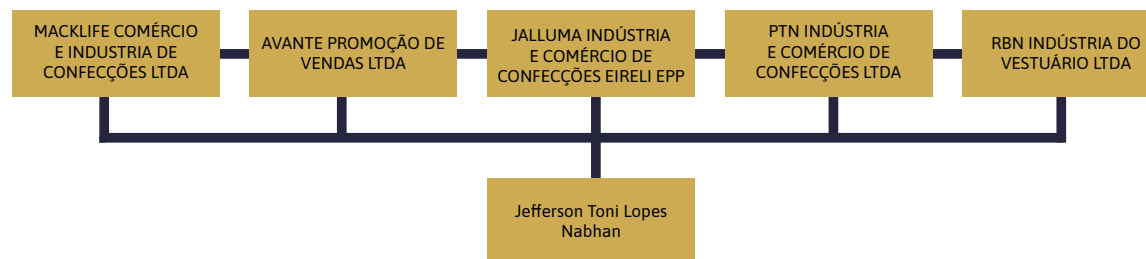 MACKLIFE COMÉRCIO
E INDUSTRIA DE
CONFECÇÕES LTDA
AVANTE PROMOÇÃO DE
VENDAS LTDA
JALLUMA INDÚSTRIA
E COMÉRCIO DE
CONFECÇÕES EIRELI EPP
PTN INDÚSTRIA
E COMÉRCIO DE
CONFECÇÕES LTDA
RBN INDÚSTRIA DO
VESTUÁRIO LTDA
Jefferson Toni Lopes
Nabhan